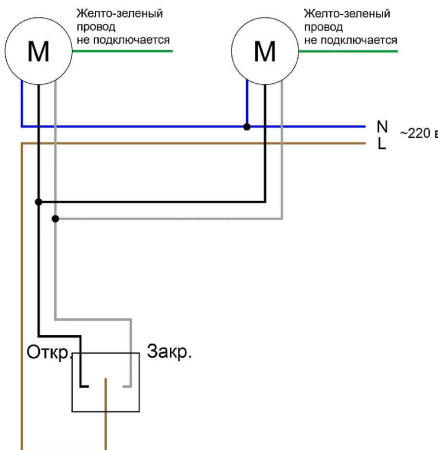 Желто-зеленый
провод
не подключается
Желто-зеленый
провод
не подключается
М
М
N
L
~220 в
Откр.
Закр.